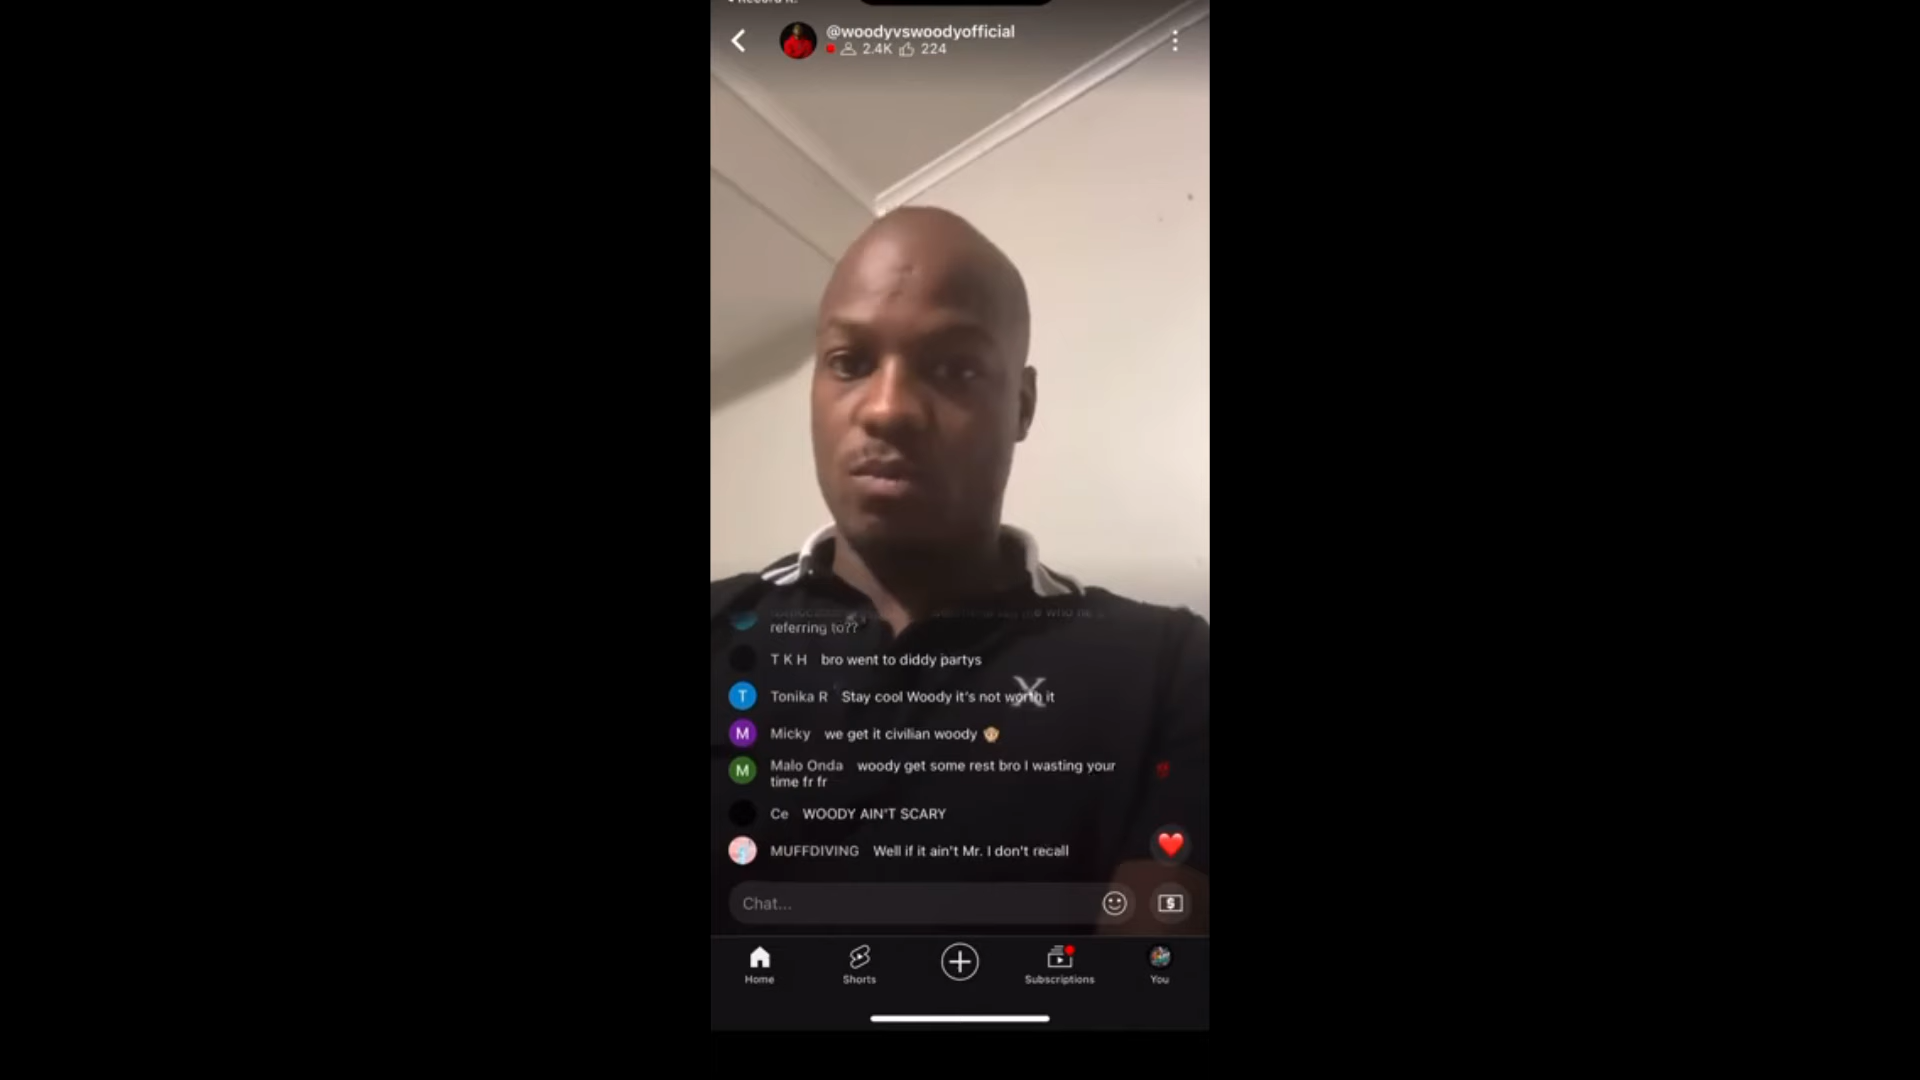 @woodyvswoodyofficial
2.4K 224
referring to??
T K H bro went to diddy partys
Tonika R Stay cool Woody it's not worth it
Micky we get it civilian woody
Malo Onda woody get some rest bro I wasting your
time fr fr
Ce WOODY AIN'T SCARY
MUFFDIVING Well if it ain't Mr. I don't recall
Chat...
Home Shorts Subscriptions You